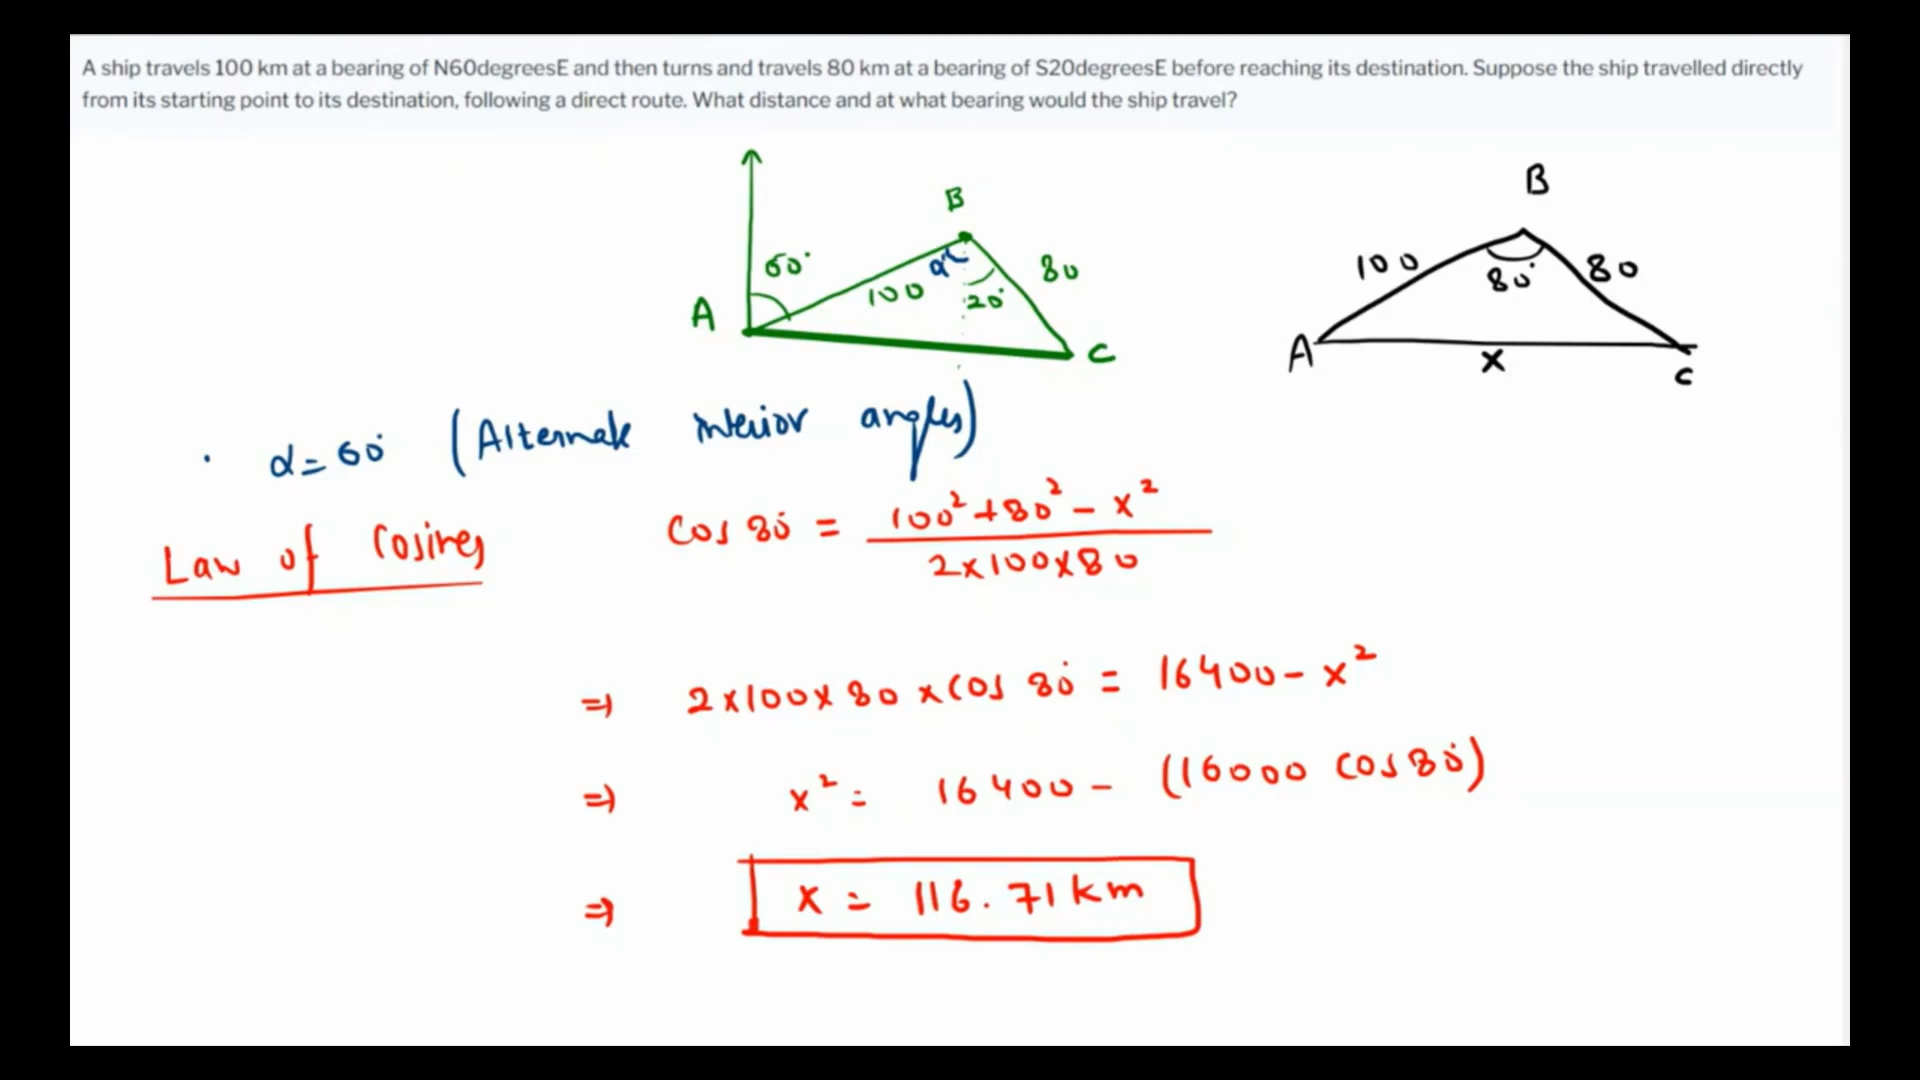 A ship travels 100 km at a bearing of N60degreesE and then turns and travels 80 km at a bearing of S20degreesE before reaching its destination. Suppose the ship travelled directly
from its starting point to its destination, following a direct route. What distance and at what bearing would the ship travel?
B
60°
α
80
100
20°
A
C
B
100
80°
80
A
x
C
α = 60° (Alternate interior angles)
Law of Cosines
cos 80° = (100² + 80² - x²) / (2×100×80)
⇒ 2×100×80×cos 80° = 16400 - x²
⇒ x² = 16400 - (16000 cos 80°)
⇒ x = 116.71 km